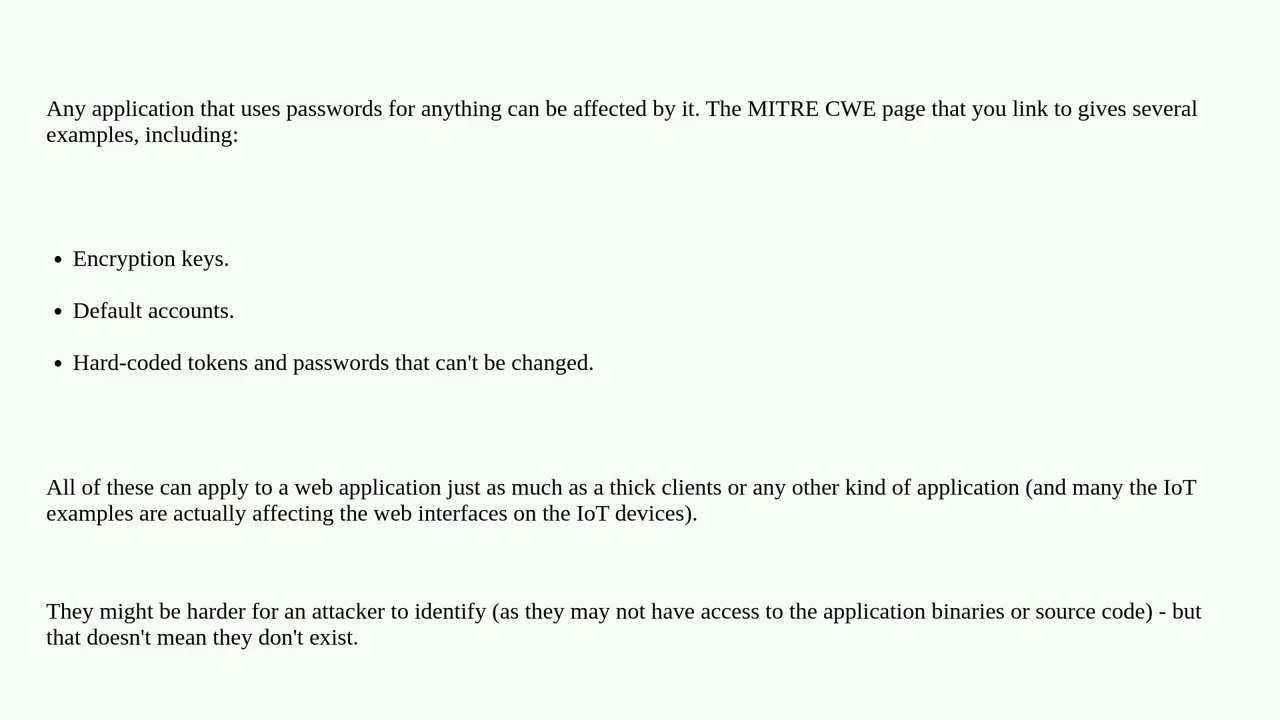 Any application that uses passwords for anything can be affected by it. The MITRE CWE page that you link to gives several
examples, including:
• Encryption keys.
• Default accounts.
• Hard-coded tokens and passwords that can't be changed.
All of these can apply to a web application just as much as a thick clients or any other kind of application (and many the IoT
examples are actually affecting the web interfaces on the IoT devices).
They might be harder for an attacker to identify (as they may not have access to the application binaries or source code) - but
that doesn't mean they don't exist.